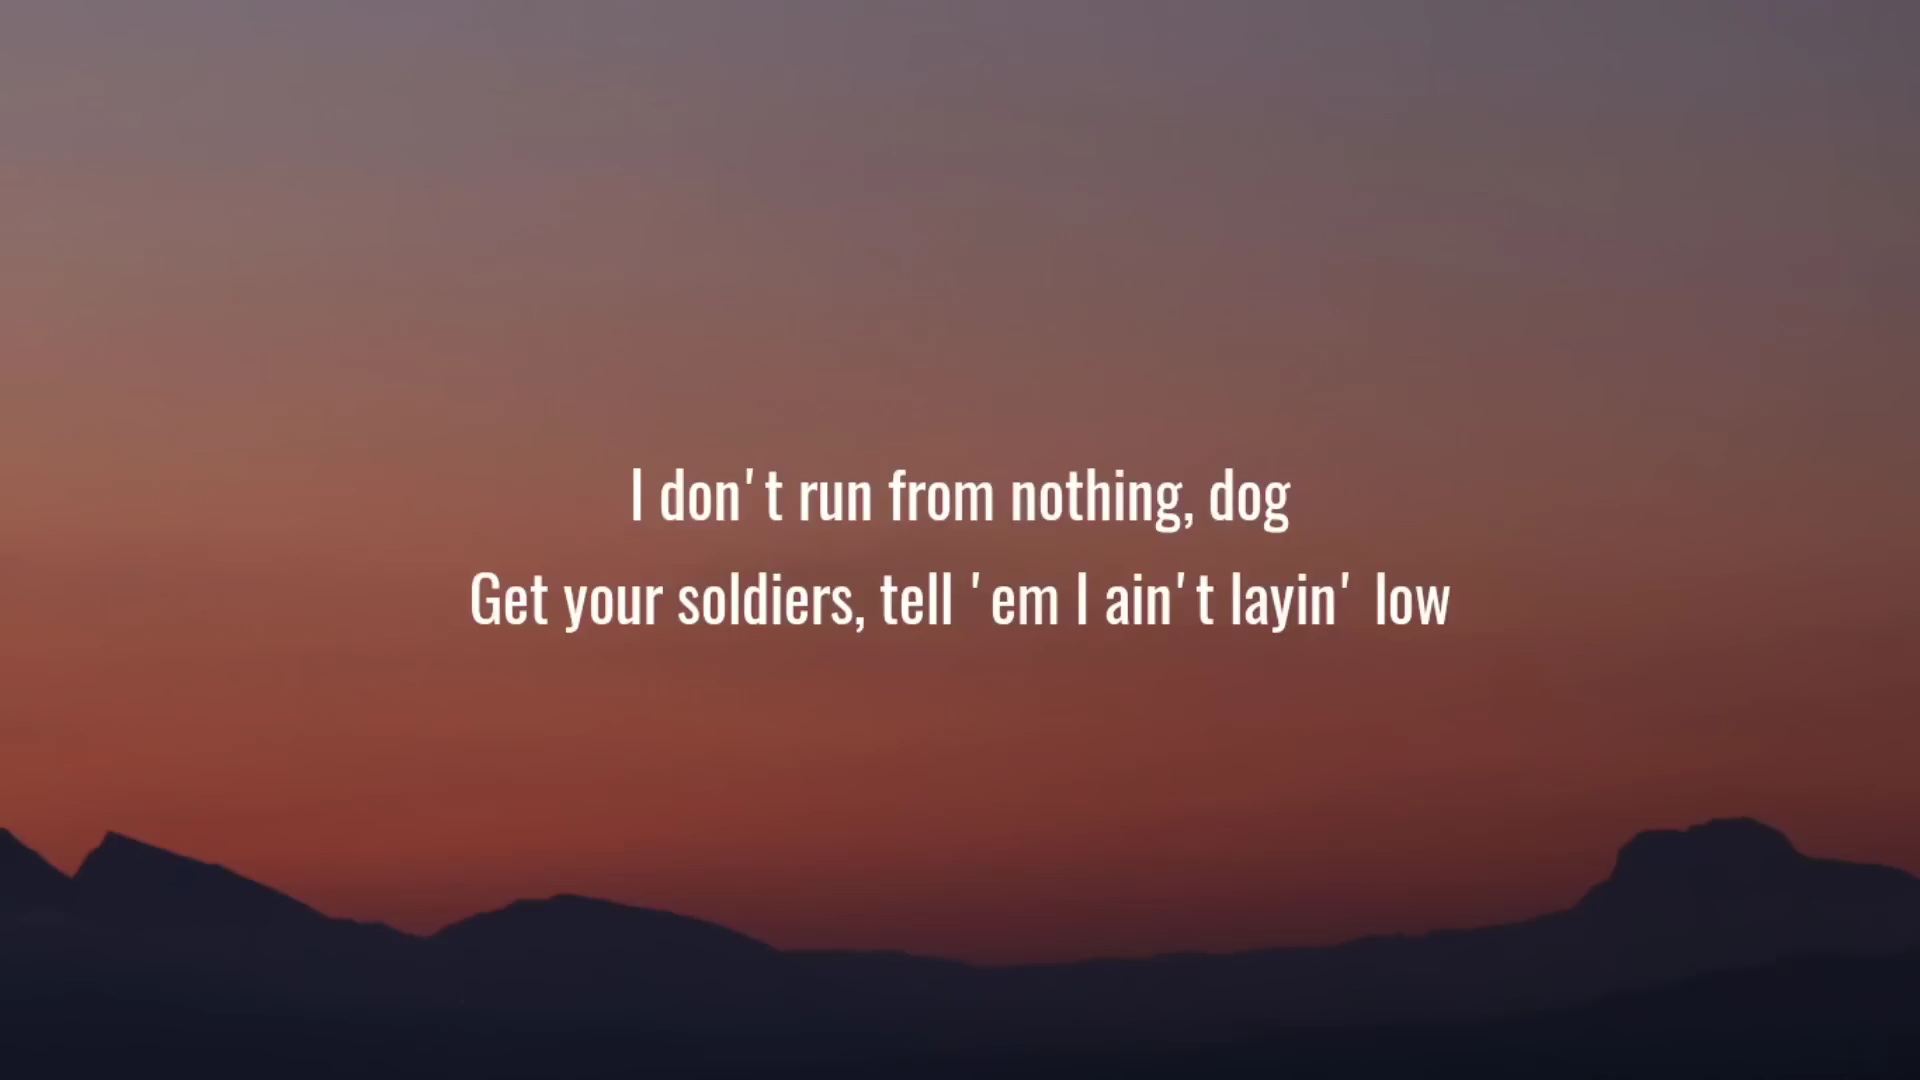 I don't run from nothing, dog
Get your soldiers, tell 'em I ain't layin' low